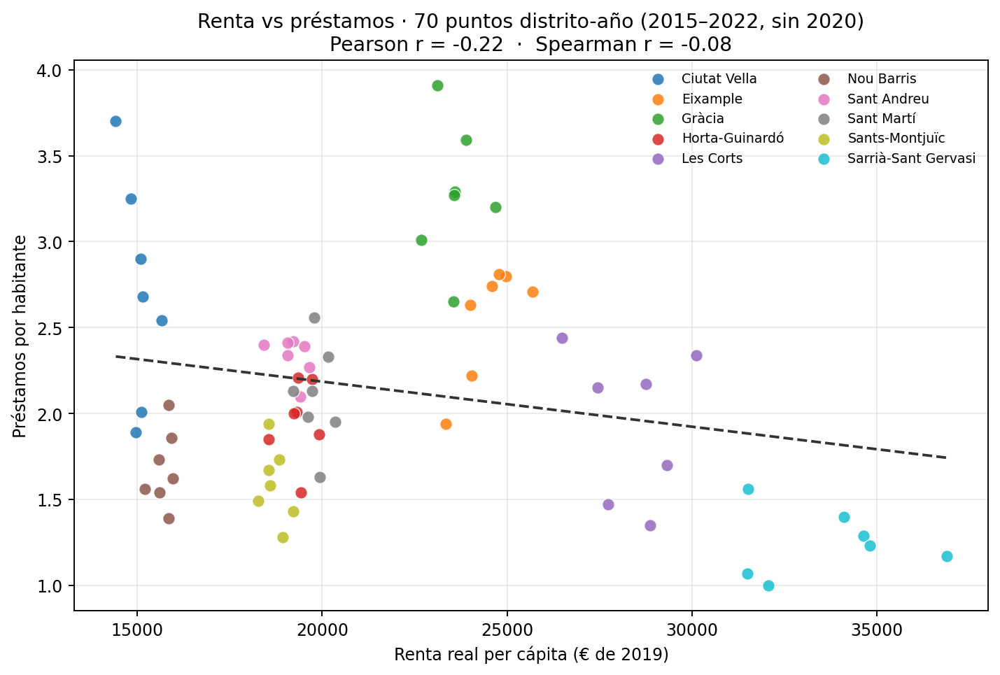 Renta vs préstamos · 70 puntos distrito-año (2015–2022, sin 2020)
Pearson r = -0.22 · Spearman r = -0.08
Ciutat Vella
Eixample
Gràcia
Horta-Guinardó
Les Corts
Nou Barris
Sant Andreu
Sant Martí
Sants-Montjuïc
Sarrià-Sant Gervasi
Préstamos por habitante
4.0
3.5
3.0
2.5
2.0
1.5
1.0
15000 20000 25000 30000 35000
Renta real per cápita (€ de 2019)